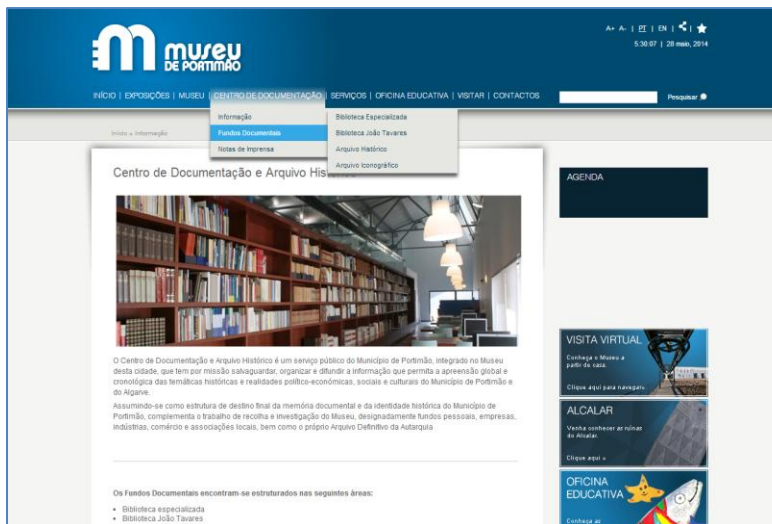 A+ A- | PT | EN |
5:30:07 | 28 maio, 2014
museu
DE PORTIMÃO
INÍCIO | EXPOSIÇÕES | MUSEU | CENTRO DE DOCUMENTAÇÃO | SERVIÇOS | OFICINA EDUCATIVA | VISITAR | CONTACTOS
Pesquisar
Informação
Fundos Documentais
Notas de Imprensa
Biblioteca Especializada
Biblioteca João Tavares
Arquivo Histórico
Arquivo Iconográfico
Início » Informação
Centro de Documentação e Arquivo
O Centro de Documentação e Arquivo Histórico é um serviço público do Município de Portimão, integrado no Museu
desta cidade, que tem por missão salvaguardar, organizar e difundir a informação que permita a apreensão global e
cronológica das temáticas históricas e realidades político-económicas, sociais e culturais do Município de Portimão e
do Algarve.
Assumindo-se como estrutura de destino final da memória documental e da identidade histórica do Município de
Portimão, complementa o trabalho de recolha e investigação do Museu, designadamente fundos pessoais, empresas,
indústrias, comércio e associações locais, bem como o próprio Arquivo Definitivo da Autarquia
Os Fundos Documentais encontram-se estruturados nas seguintes áreas:
Biblioteca especializada
Biblioteca João Tavares
AGENDA
VISITA VIRTUAL
Conheça o Museu a
partir de casa.
Clique aqui para navegar»
ALCALAR
Venha conhecer as ruínas
do Alcalar.
Clique aqui »
OFICINA
EDUCATIVA
Conheça as